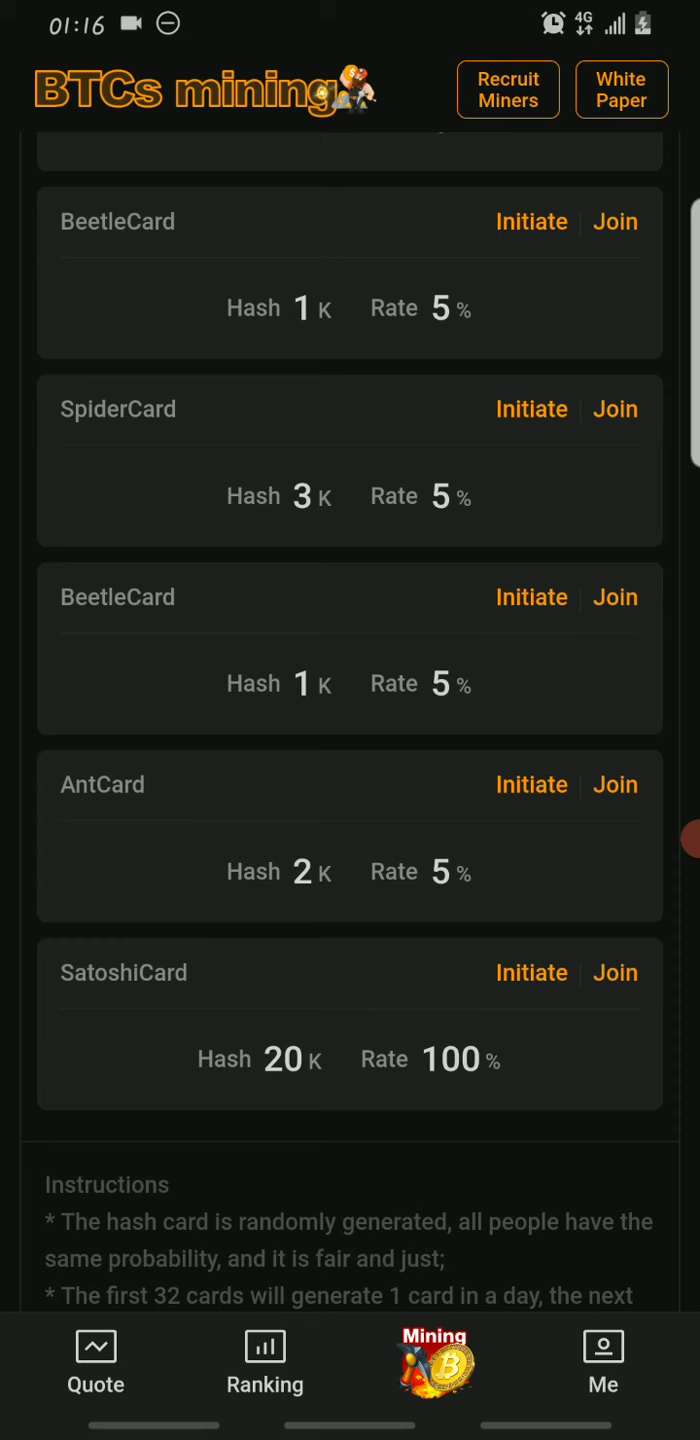 01:16 4G
BTCs mining
Recruit
Miners
White
Paper
BeetleCard Initiate Join
Hash 1 K Rate 5 %
SpiderCard Initiate Join
Hash 3 K Rate 5 %
BeetleCard Initiate Join
Hash 1 K Rate 5 %
AntCard Initiate Join
Hash 2 K Rate 5 %
SatoshiCard Initiate Join
Hash 20 K Rate 100 %
Instructions
* The hash card is randomly generated, all people have the
same probability, and it is fair and just;
* The first 32 cards will generate 1 card in a day, the next
Mining
Quote Ranking Me